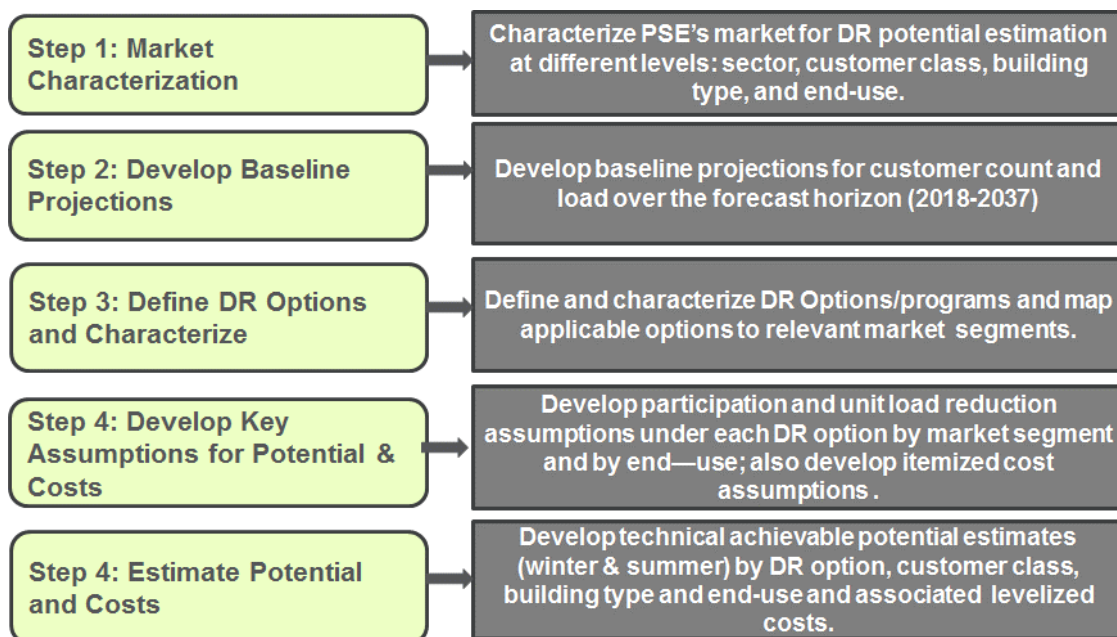 Step 1: Market
Characterization
Characterize PSE's market for DR potential estimation
at different levels: sector, customer class, building
type, and end-use.
Step 2: Develop Baseline
Projections
Develop baseline projections for customer count and
load over the forecast horizon (2018-2037)
Step 3: Define DR Options
and Characterize
Define and characterize DR Options/programs and map
applicable options to relevant market segments.
Step 4: Develop Key
Assumptions for Potential &
Costs
Develop participation and unit load reduction
assumptions under each DR option by market segment
and by end—use; also develop itemized cost
assumptions .
Step 4: Estimate Potential
and Costs
Develop technical achievable potential estimates
(winter & summer) by DR option, customer class,
building type and end-use and associated levelized
costs.